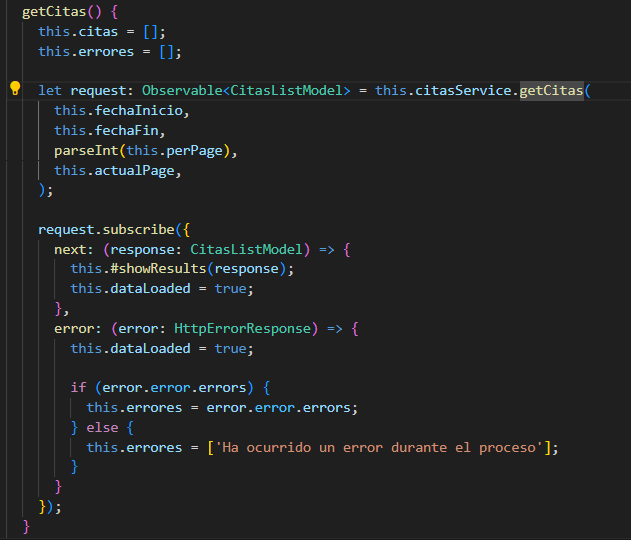 getCitas() {
this.citas = [];
this.errores = [];
let request: Observable<CitasListModel> = this.citasService.getCitas(
this.fechaInicio,
this.fechaFin,
parseInt(this.perPage),
this.actualPage,
);
request.subscribe({
next: (response: CitasListModel) => {
this.#showResults(response);
this.dataLoaded = true;
},
error: (error: HttpErrorResponse) => {
this.dataLoaded = true;
if (error.error.errors) {
this.errores = error.error.errors;
} else {
this.errores = ['Ha ocurrido un error durante el proceso'];
}
}
});
}